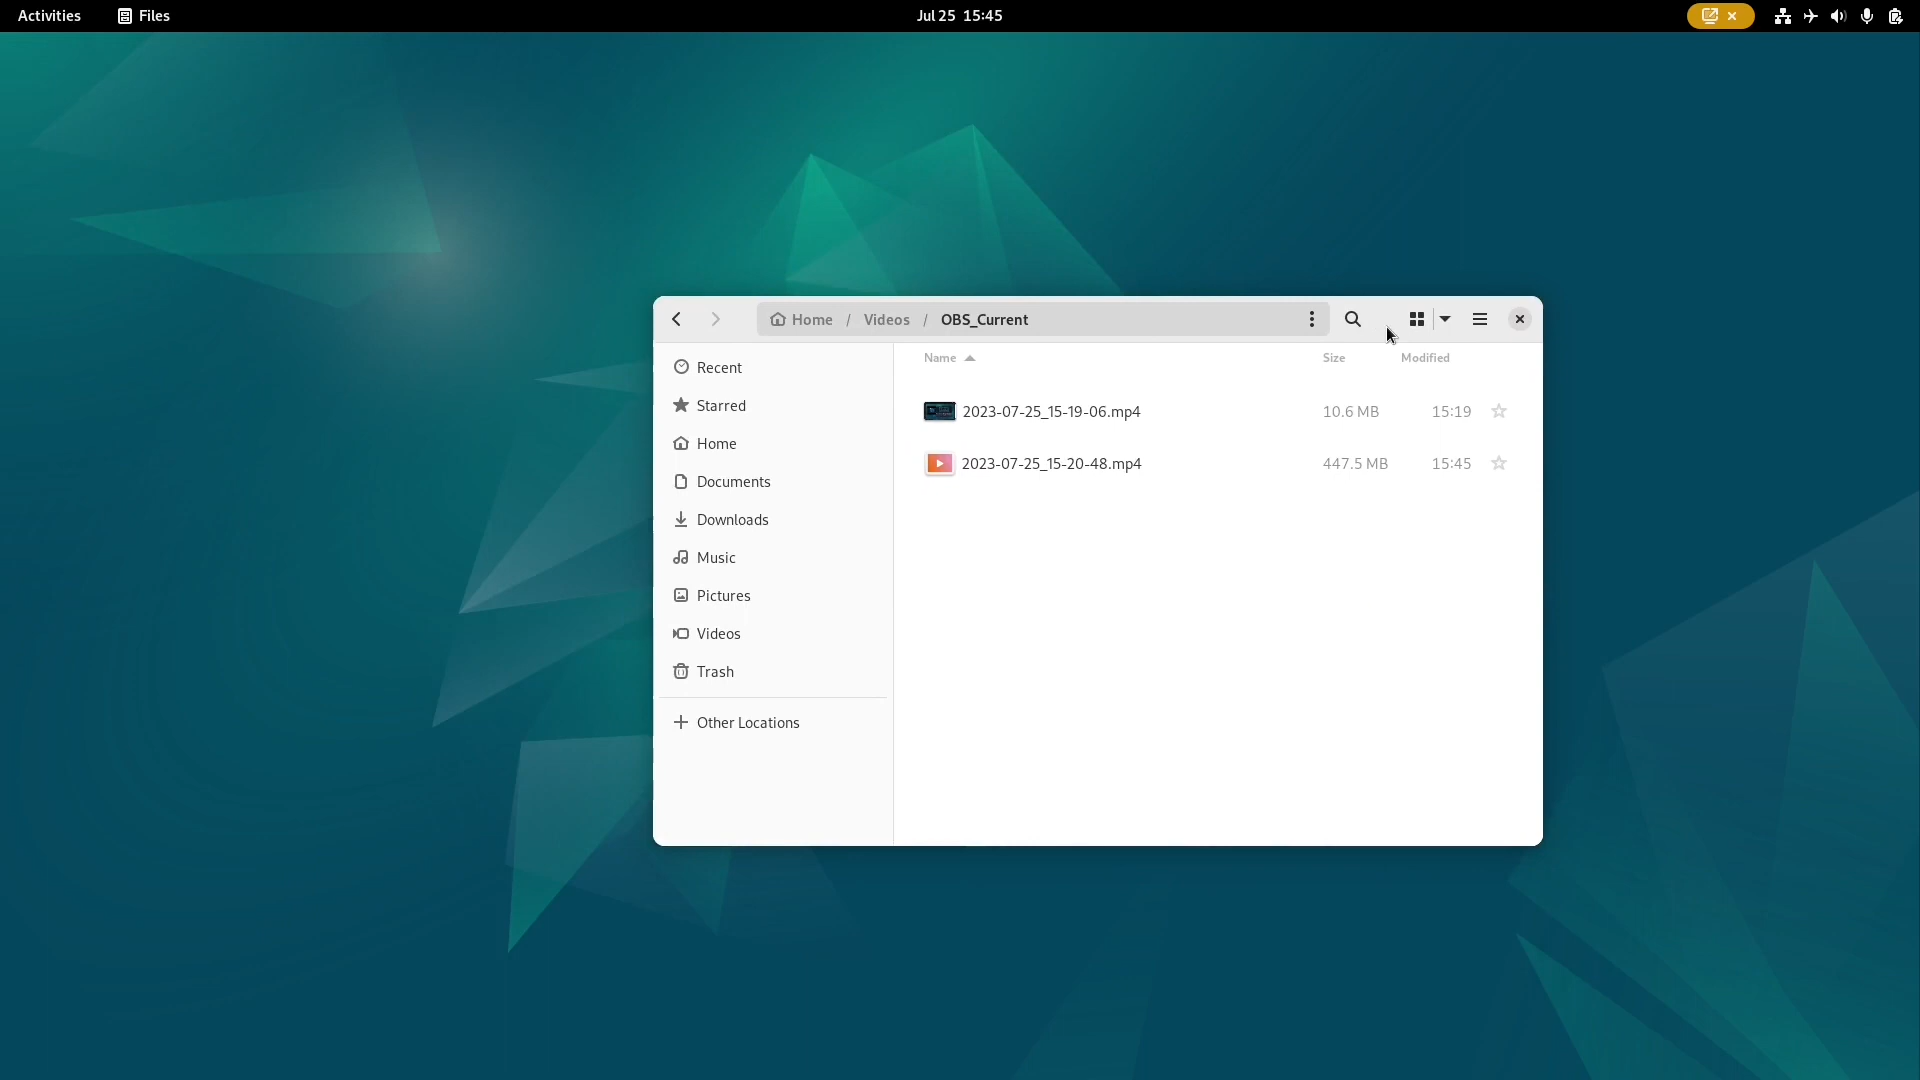 Activities Files Jul 25 15:45
Home / Videos / OBS_Current
Name Size Modified
Recent
Starred
Home
Documents
Downloads
Music
Pictures
Videos
Trash
Other Locations
2023-07-25_15-19-06.mp4 10.6 MB 15:19
2023-07-25_15-20-48.mp4 447.5 MB 15:45